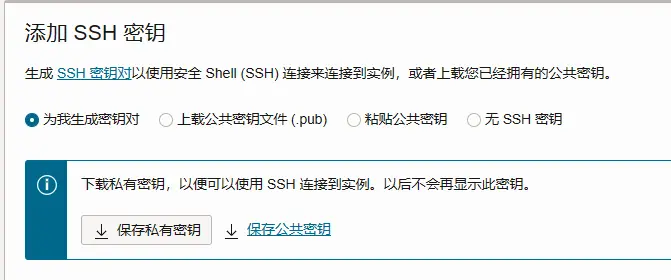 添加 SSH 密钥
生成 SSH 密钥对以使用安全 Shell (SSH) 连接来连接到实例，或者上载您已经拥有的公共密钥。
为我生成密钥对 上载公共密钥文件 (.pub) 粘贴公共密钥 无 SSH 密钥
下载私有密钥，以便可以使用 SSH 连接到实例。以后不会再显示此密钥。
保存私有密钥 保存公共密钥